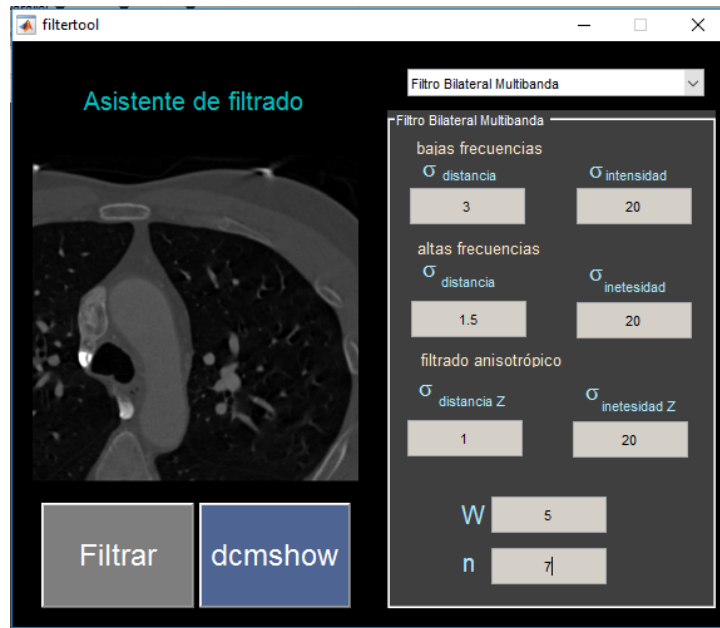 filtertool
Asistente de filtrado
Filtro Bilateral Multibanda
Filtro Bilateral Multibanda
bajas frecuencias
σ distancia σ intensidad
3 20
altas frecuencias
σ distancia σ inetesidad
1.5 20
filtrado anisotrópico
σ distancia Z σ inetesidad Z
1 20
W 5
n 7
Filtrar dcmshow